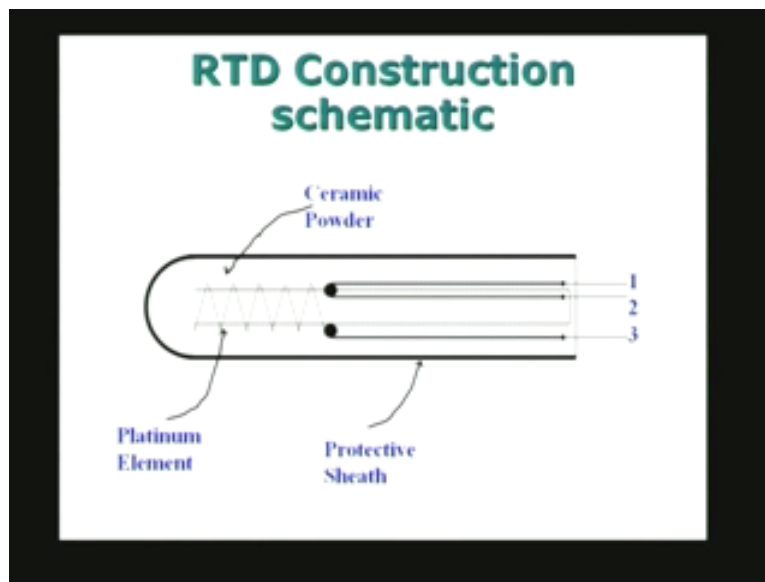 RTD Construction
schematic
Ceramic
Powder
1
2
3
Platinum
Element
Protective
Sheath